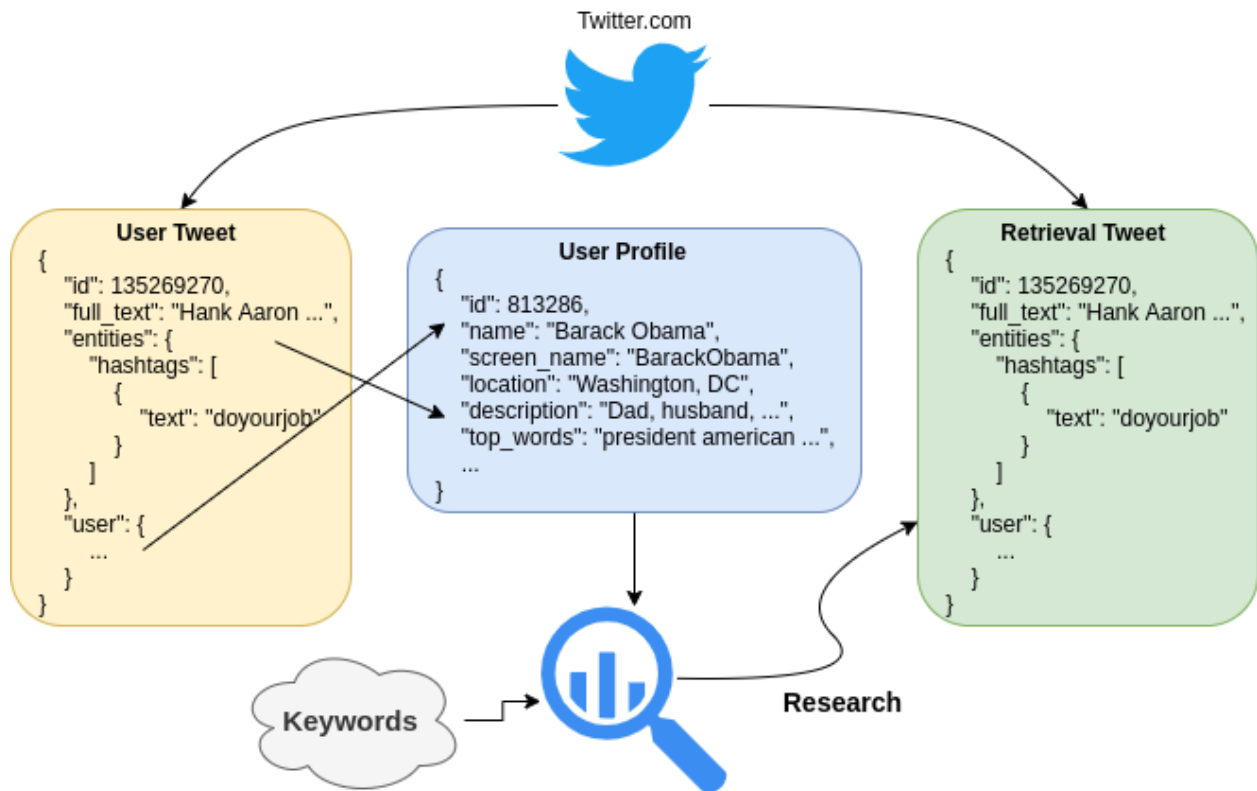 Twitter.com
User Tweet
{
"id": 135269270,
"full_text": "Hank Aaron ...",
"entities": {
"hashtags": [
{
"text": "doyourjob"
}
]
},
"user": {
...
}
}
User Profile
{
"id": 813286,
"name": "Barack Obama",
"screen_name": "BarackObama",
"location": "Washington, DC",
"description": "Dad, husband, ...",
"top_words": "president american ...",
...
}
Retrieval Tweet
{
"id": 135269270,
"full_text": "Hank Aaron ...",
"entities": {
"hashtags": [
{
"text": "doyourjob"
}
]
},
"user": {
...
}
}
Keywords
Research